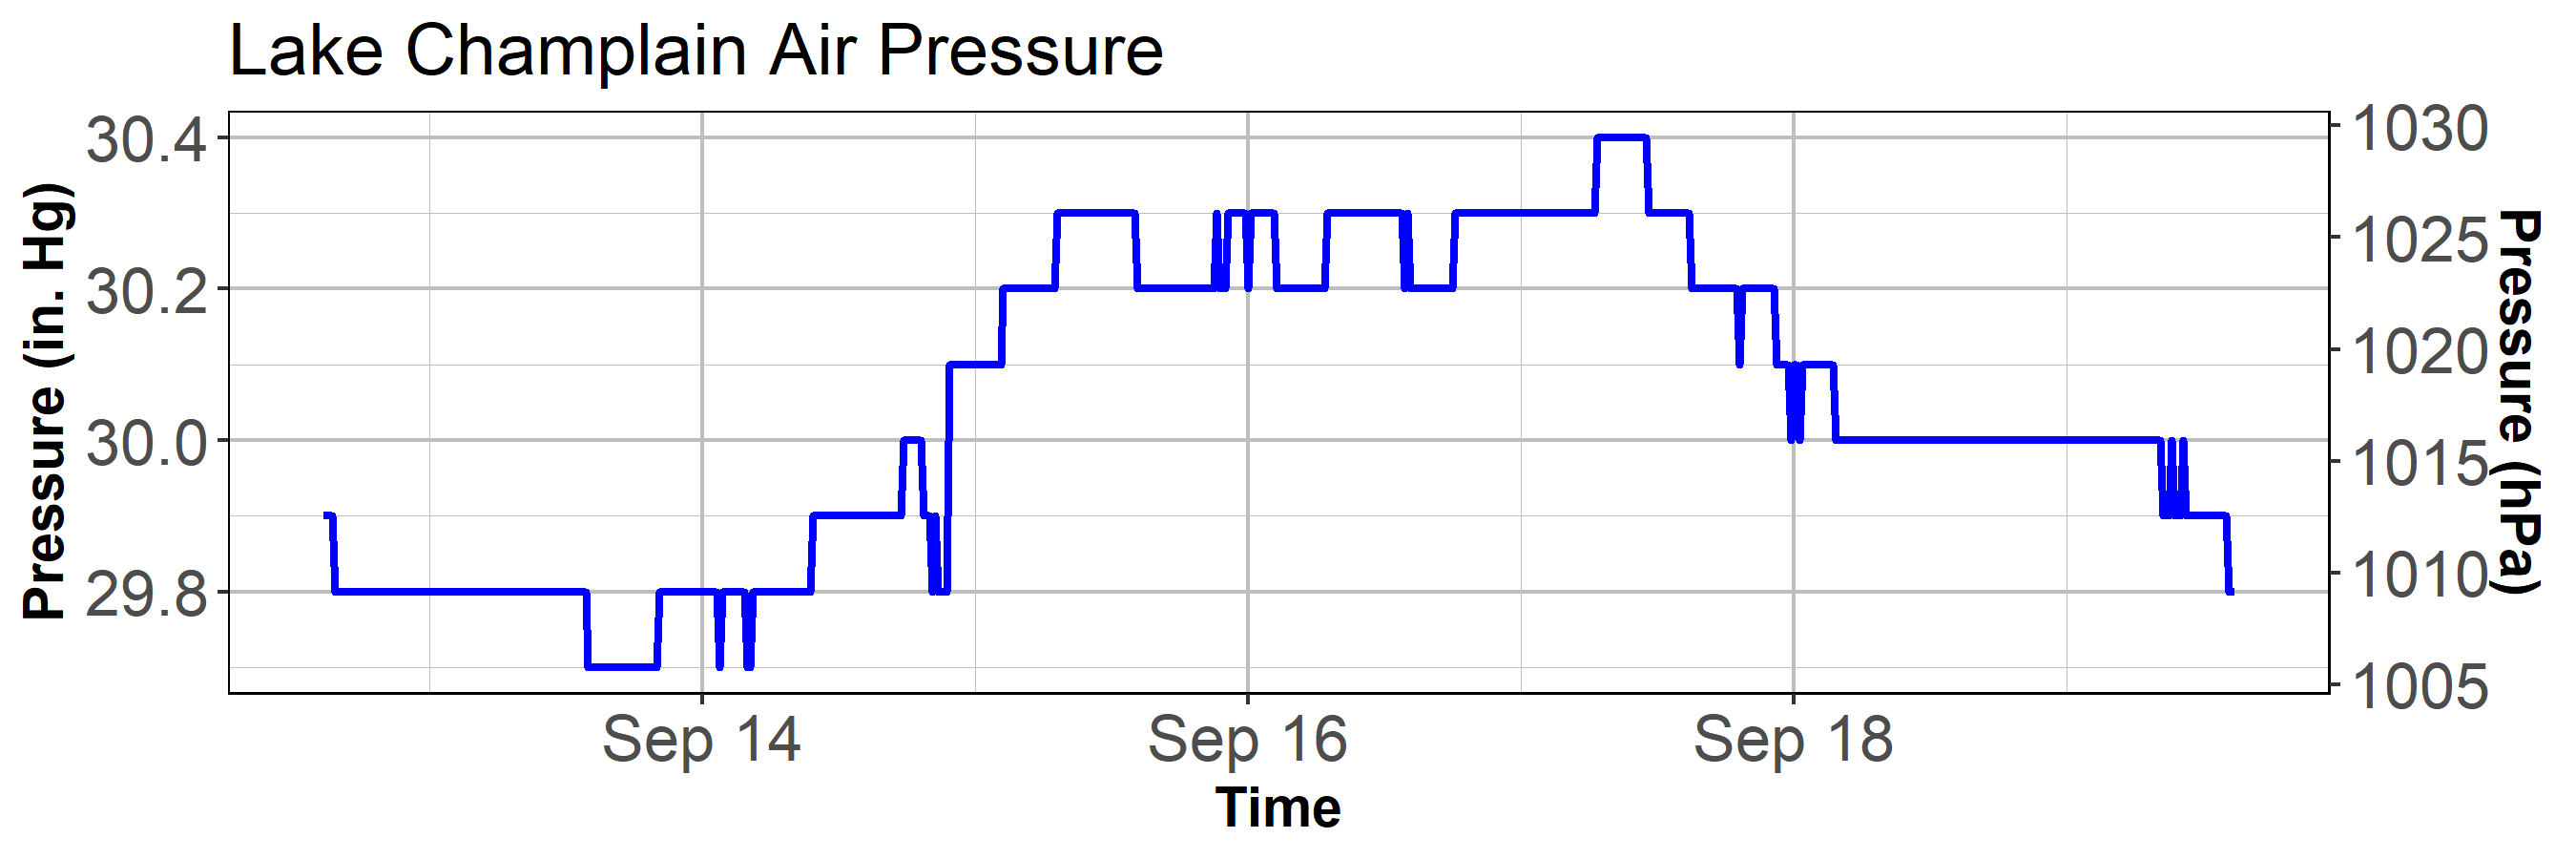 Lake Champlain Air Pressure
Pressure (in. Hg)
30.4
30.2
30.0
29.8
1030
1025
1020
1015
1010
1005
Pressure (hPa)
Sep 14
Sep 16
Sep 18
Time